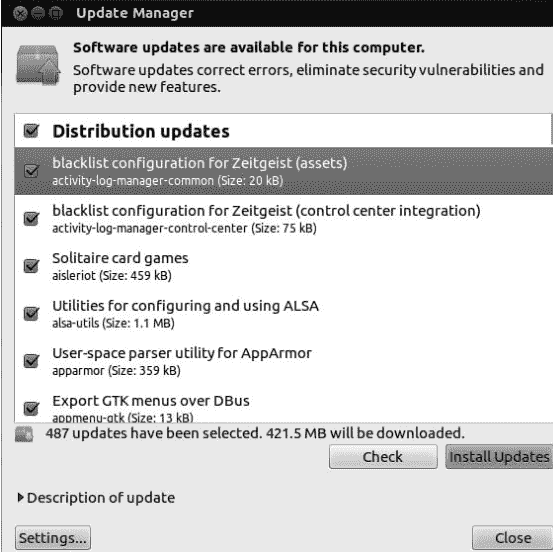 Update Manager
Software updates are available for this computer.
Software updates correct errors, eliminate security vulnerabilities and
provide new features.
Distribution updates
blacklist configuration for Zeitgeist (assets)
activity-log-manager-common (Size: 20 kB)
blacklist configuration for Zeitgeist (control center integration)
activity-log-manager-control-center (Size: 75 kB)
Solitaire card games
aisleriot (Size: 459 kB)
Utilities for configuring and using ALSA
alsa-utils (Size: 1.1 MB)
User-space parser utility for AppArmor
apparmor (Size: 359 kB)
Export GTK menus over DBus
appmenu-gtk (Size: 13 kB)
487 updates have been selected. 421.5 MB will be downloaded.
Check
Install Updates
Description of update
Settings...
Close